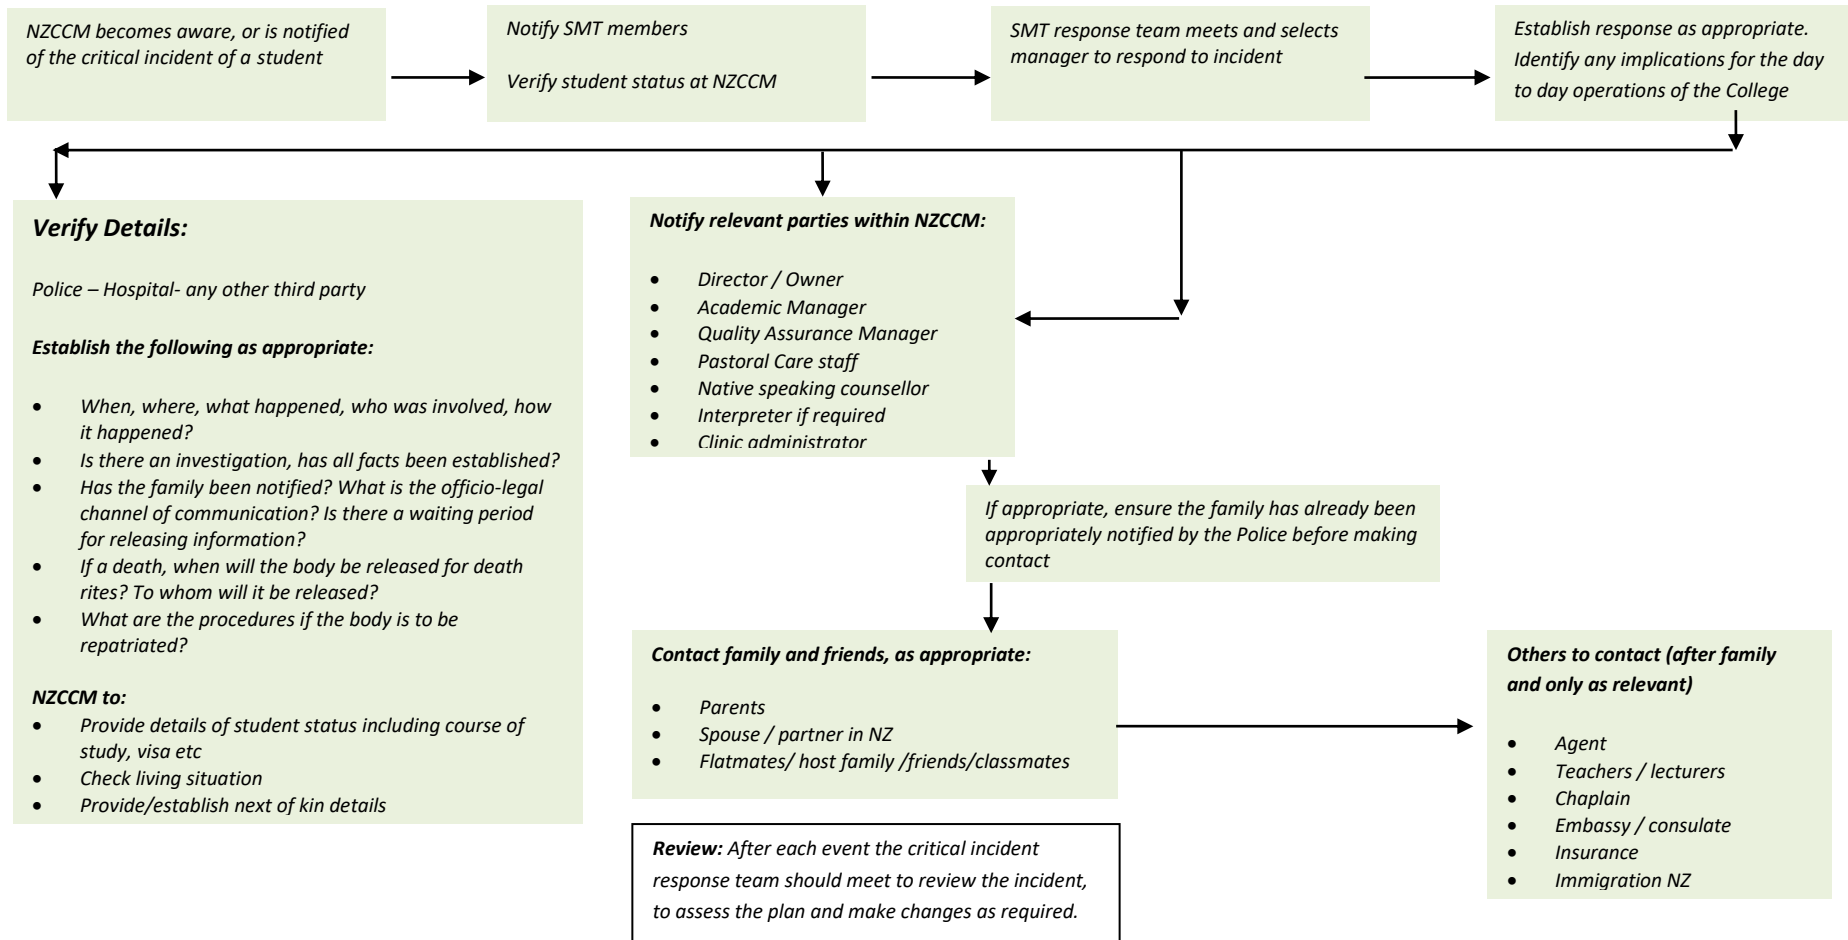 NZCCM becomes aware, or is notified
of the critical incident of a student
Notify SMT members
Verify student status at NZCCM
SMT response team meets and selects
manager to respond to incident
Establish response as appropriate.
Identify any implications for the day
to day operations of the College
Verify Details:
Police – Hospital- any other third party
Establish the following as appropriate:
• When, where, what happened, who was involved, how
it happened?
• Is there an investigation, has all facts been established?
• Has the family been notified? What is the officio-legal
channel of communication? Is there a waiting period
for releasing information?
• If a death, when will the body be released for death
rites? To whom will it be released?
• What are the procedures if the body is to be
repatriated?
NZCCM to:
• Provide details of student status including course of
study, visa etc
• Check living situation
• Provide/establish next of kin details
Notify relevant parties within NZCCM:
• Director / Owner
• Academic Manager
• Quality Assurance Manager
• Pastoral Care staff
• Native speaking counsellor
• Interpreter if required
• Clinic administrator
If appropriate, ensure the family has already been
appropriately notified by the Police before making
contact
Contact family and friends, as appropriate:
• Parents
• Spouse / partner in NZ
• Flatmates/ host family /friends/classmates
Others to contact (after family
and only as relevant)
• Agent
• Teachers / lecturers
• Chaplain
• Embassy / consulate
• Insurance
• Immigration NZ
Review: After each event the critical incident
response team should meet to review the incident,
to assess the plan and make changes as required.